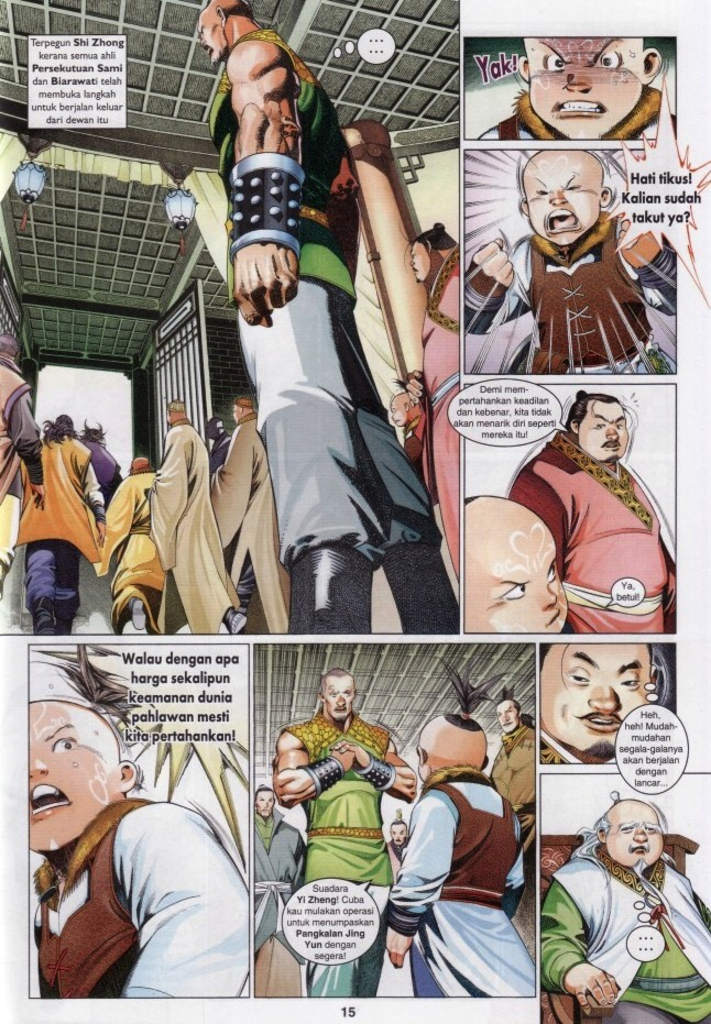 Terpegun Shi Zhong
kerana semua ahli
Persekutuan Sami
dan Biarawati telah
membuka langkah
untuk berjalan keluar
dari dewan itu
...
...
Yak!
Hati tikus!
Kalian sudah
takut ya?
Demi mem-
pertahankan keadilan
dan kebenar, kita tidak
akan menarik diri seperti
mereka itu!
Ya,
betul!
Walau dengan apa
harga sekalipun
keamanan dunia
pahlawan mesti
kita pertahankan!
Suadara
Yi Zheng! Cuba
kau mulakan operasi
untuk menumpaskan
Pangkalan Jing
Yun dengan
segera!
Heh,
heh! Mudah-
mudahan
segala-galanya
akan berjalan
dengan
lancar...
...
...
15